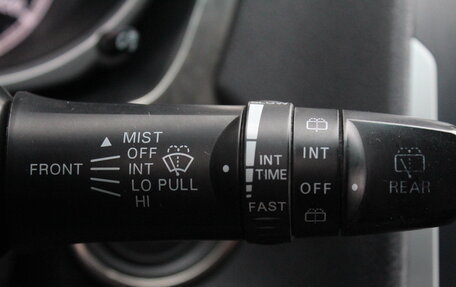 MIST
OFF
FRONT INT
LO PULL
HI
INT
TIME
FAST
INT
OFF
REAR